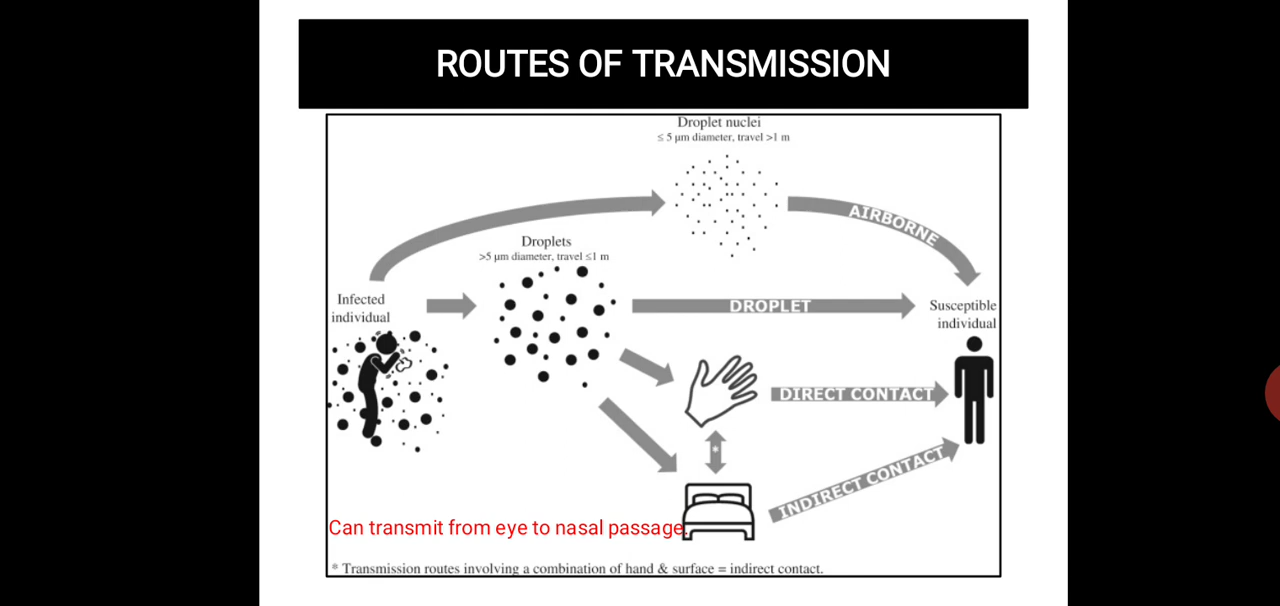 ROUTES OF TRANSMISSION
Droplet nuclei
≤ 5 μm diameter, travel >1 m
AIRBORNE
Droplets
>5 μm diameter, travel ≤1 m
Infected
individual
DROPLET
Susceptible
individual
DIRECT CONTACT
*
INDIRECT CONTACT
Can transmit from eye to nasal passage.
* Transmission routes involving a combination of hand & surface = indirect contact.